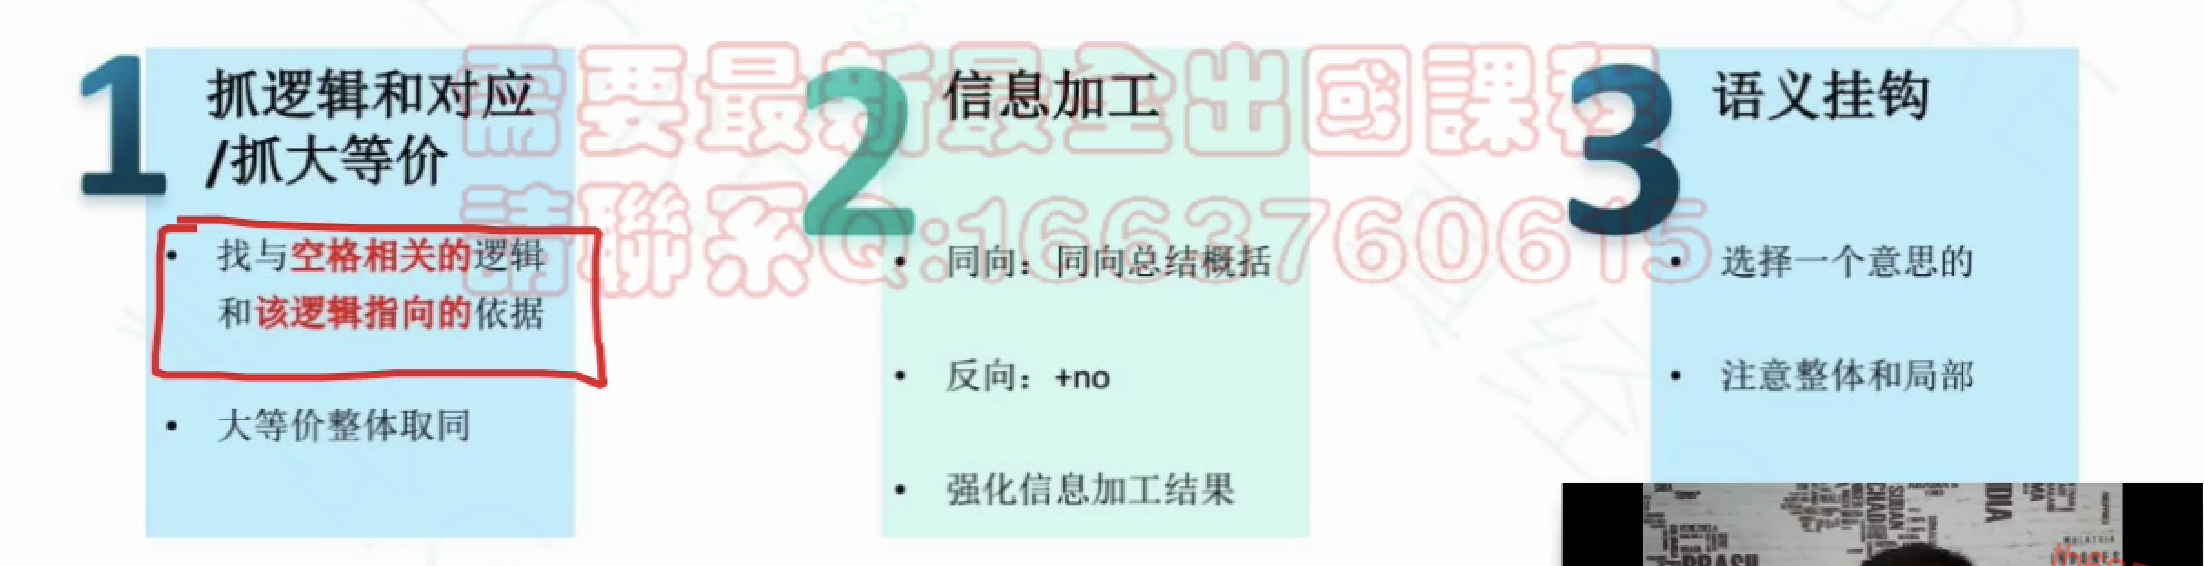 1
抓逻辑和对应
/抓大等价
找与空格相关的逻辑
和该逻辑指向的依据
大等价整体取同
2
信息加工
同向：同向总结概括
反向：+no
强化信息加工结果
3
语义挂钩
选择一个意思的
注意整体和局部
需要最新最全出國課程
請聯系Q:1663760615
BRASIL
MALAYSIA